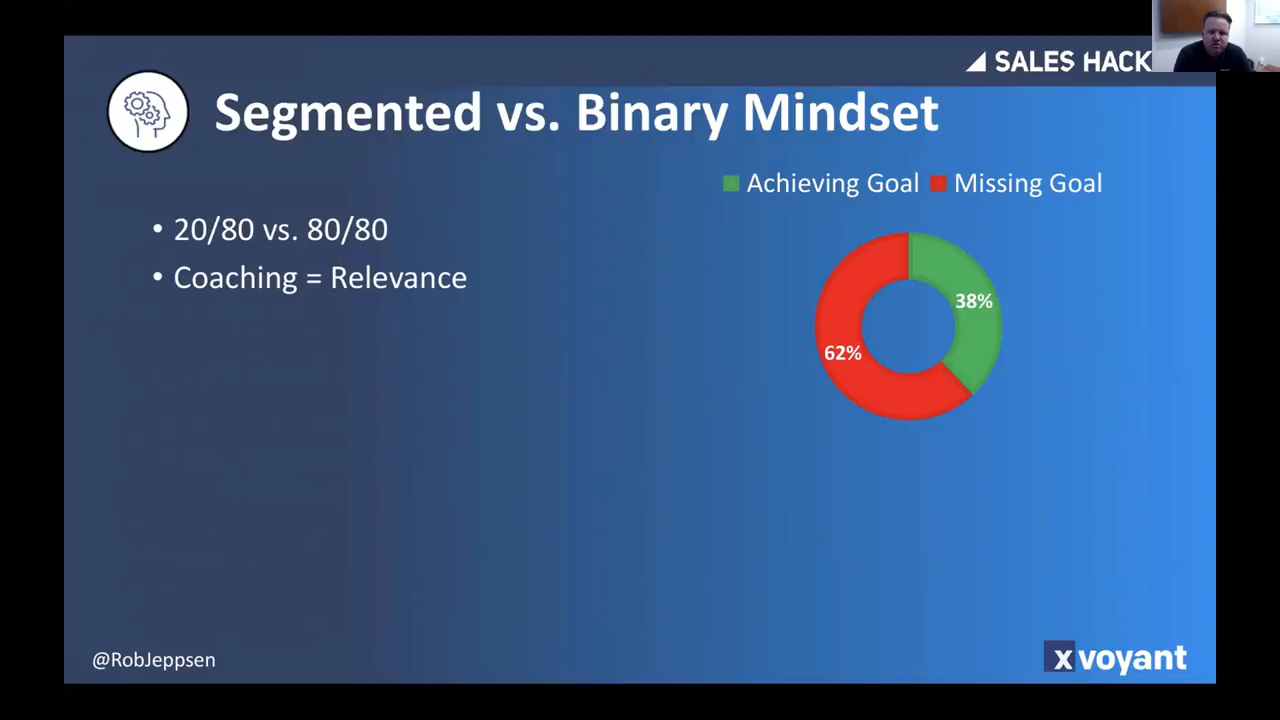 SALES HACK
Segmented vs. Binary Mindset
Achieving Goal Missing Goal
• 20/80 vs. 80/80
• Coaching = Relevance
38%
62%
@RobJeppsen
xvoyant